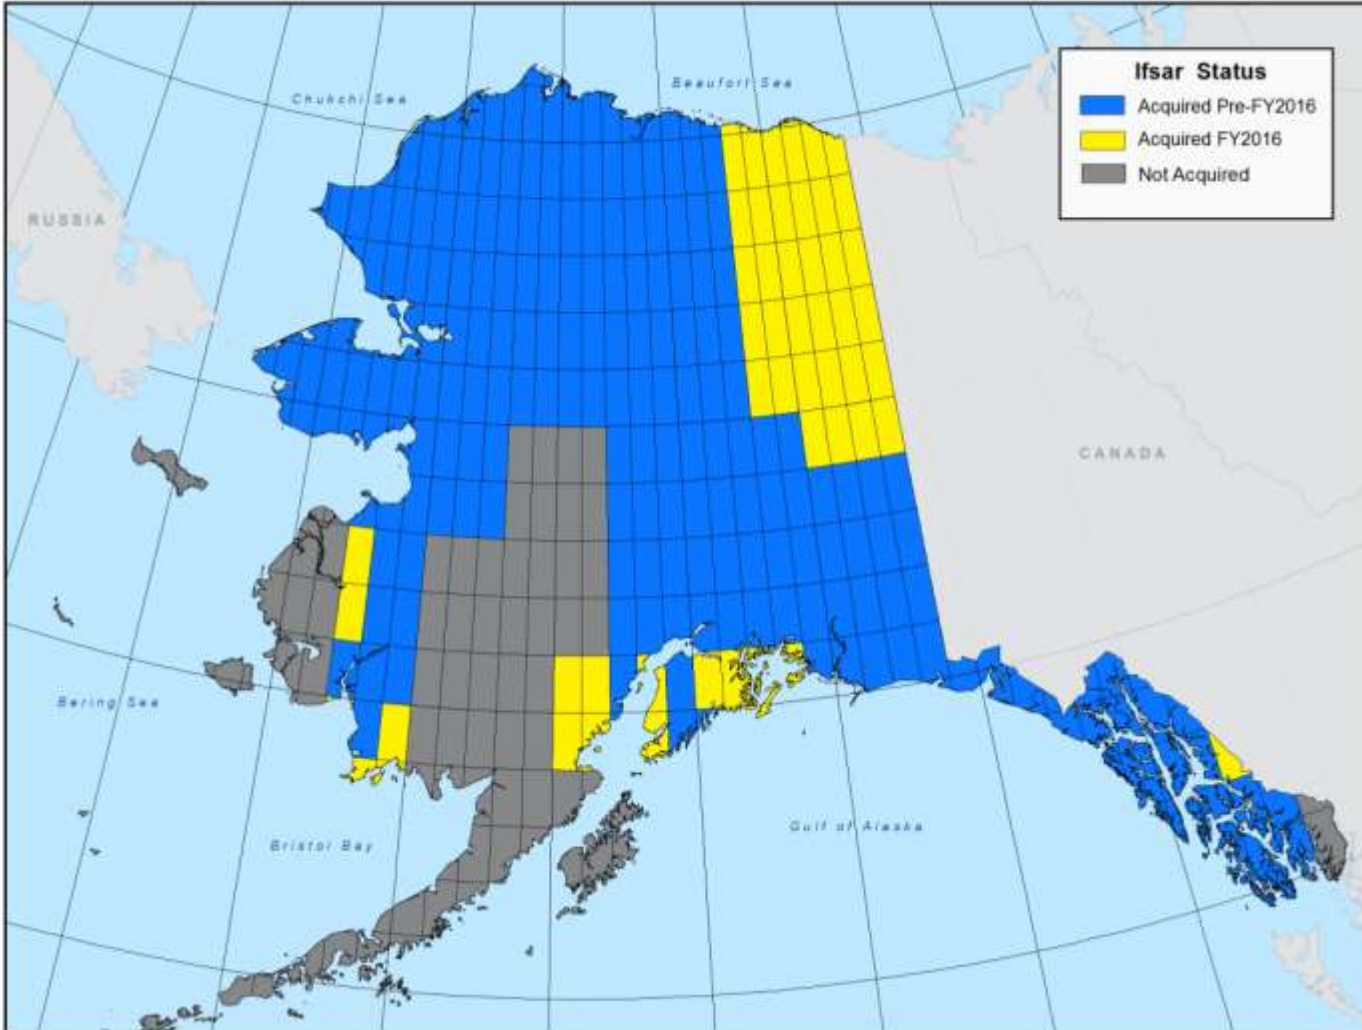 Chukchi Sea
Beaufort Sea
Ifsar Status
Acquired Pre-FY2016
Acquired FY2016
Not Acquired
RUSSIA
CANADA
Bering Sea
Gulf of Alaska
Bristol Bay